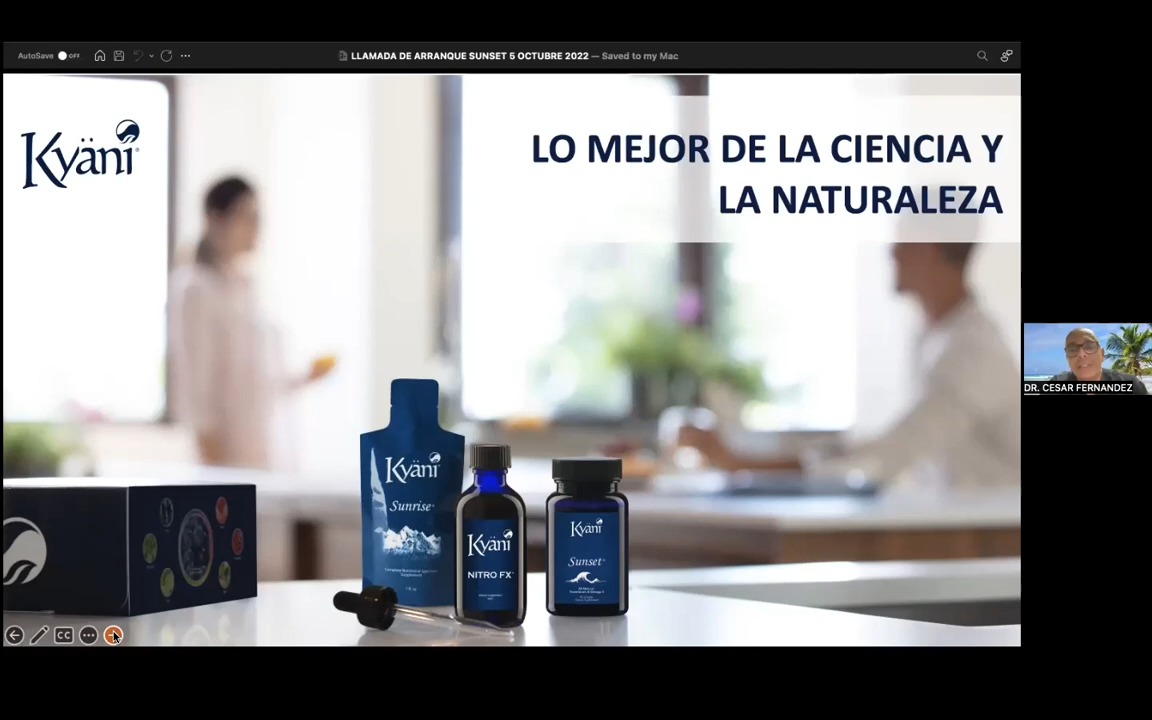 AutoSave OFF
LLAMADA DE ARRANQUE SUNSET 5 OCTUBRE 2022 — Saved to my Mac
Kyäni
LO MEJOR DE LA CIENCIA Y
LA NATURALEZA
DR. CESAR FERNANDEZ
Kyäni
Sunrise
Kyäni
NITRO FX
Kyäni
Sunset
CC